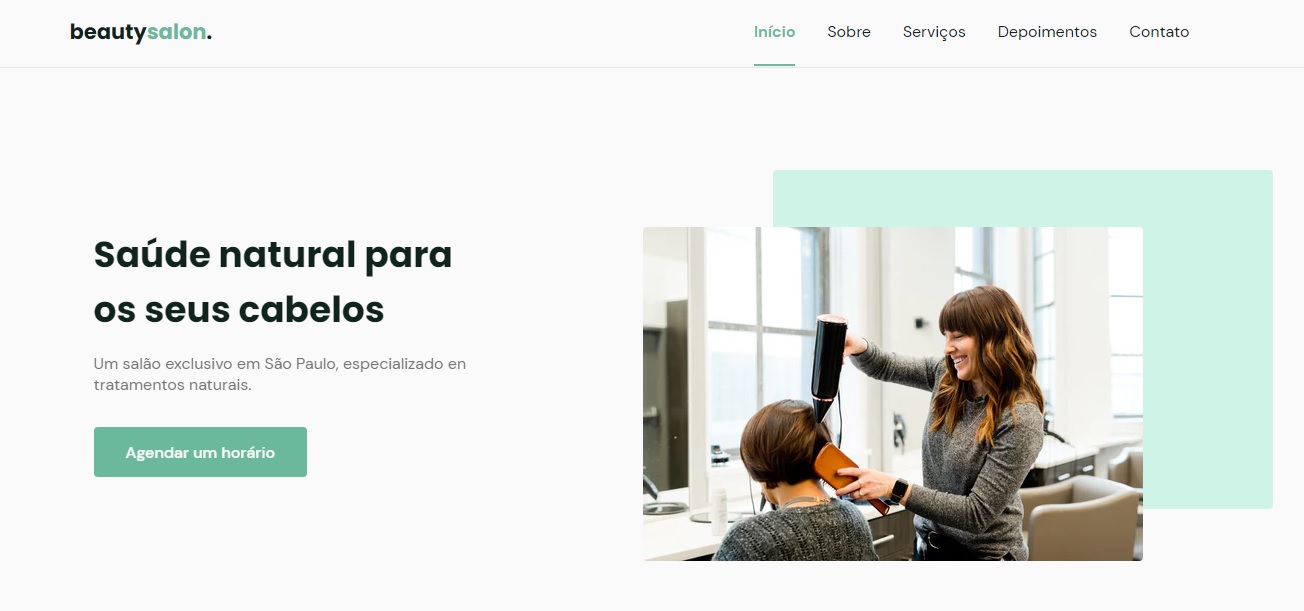 beautysalon.
Início
Sobre
Serviços
Depoimentos
Contato
Saúde natural para
os seus cabelos
Um salão exclusivo em São Paulo, especializado en
tratamentos naturais.
Agendar um horário